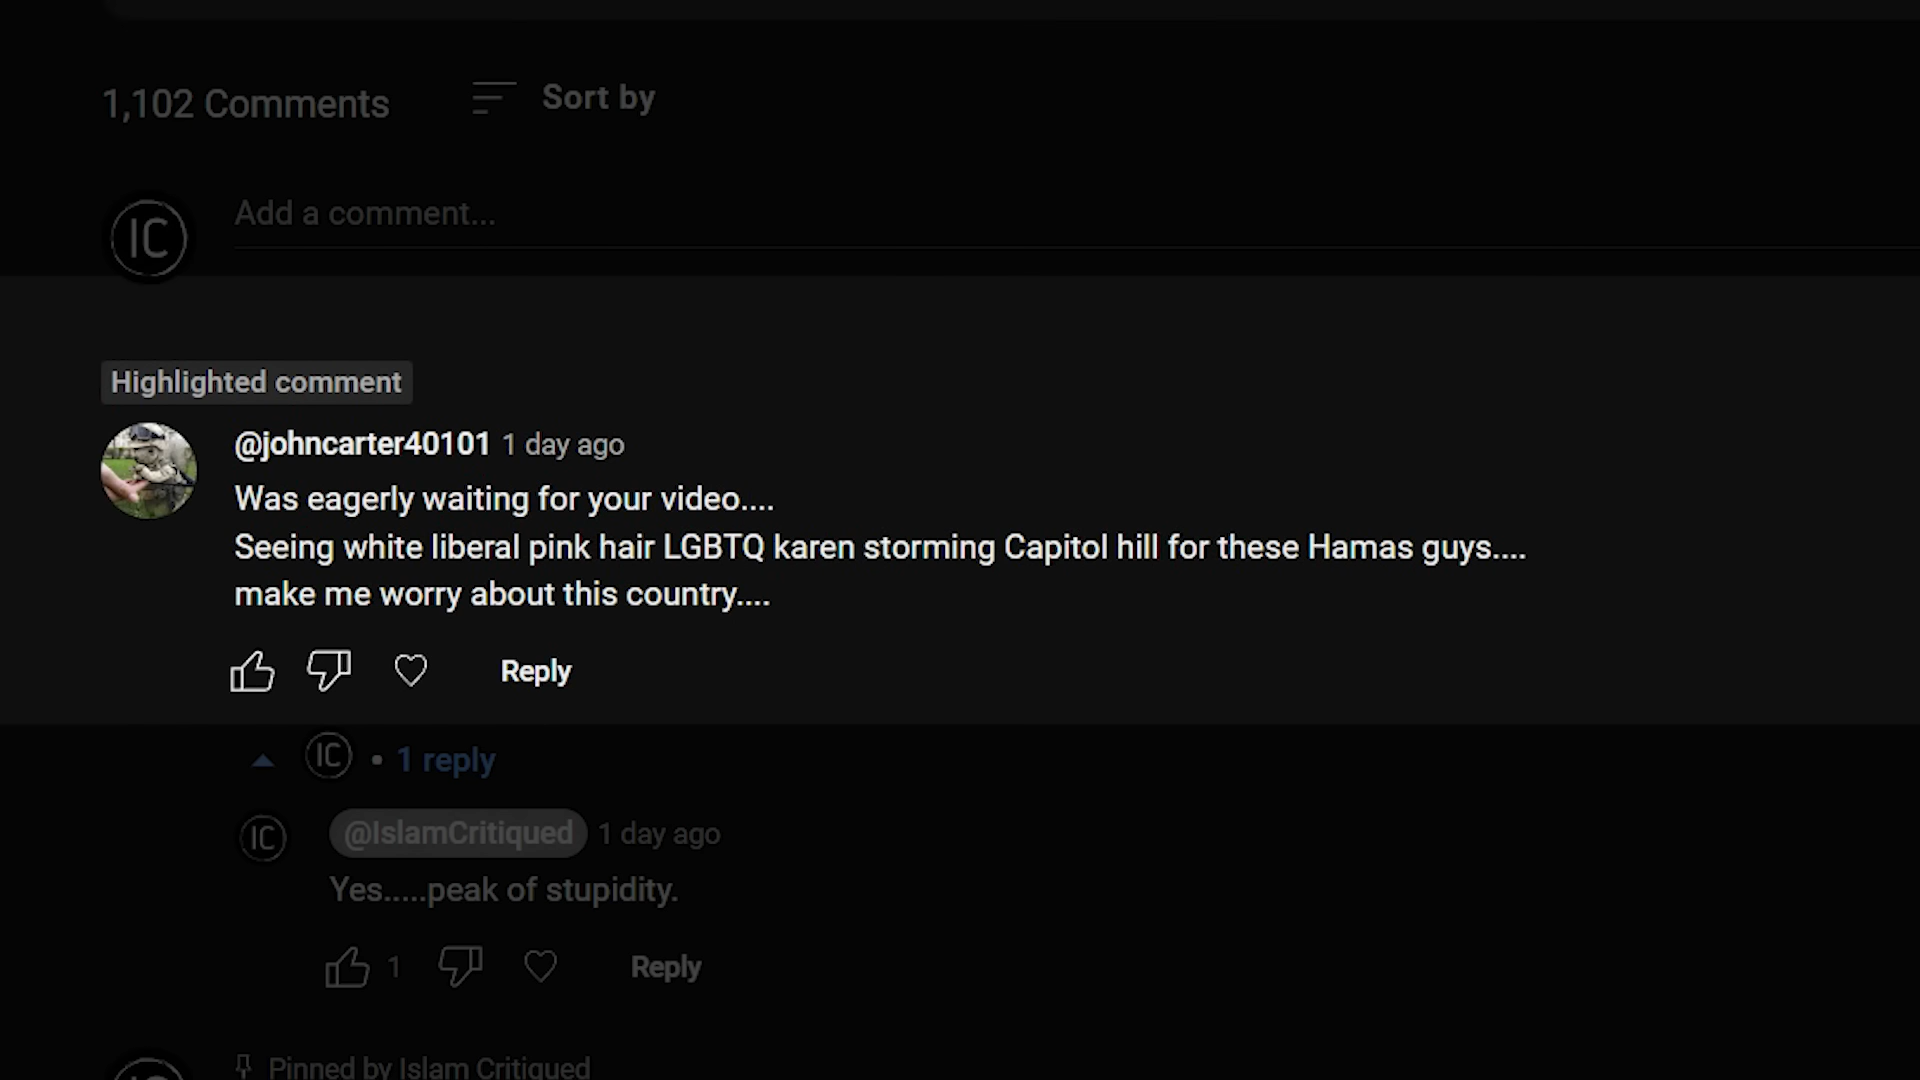 1,102 Comments
Sort by
IC
Add a comment...
Highlighted comment
@johncarter40101 1 day ago
Was eagerly waiting for your video....
Seeing white liberal pink hair LGBTQ karen storming Capitol hill for these Hamas guys....
make me worry about this country....
Reply
IC • 1 reply
IC
@IslamCritiqued 1 day ago
Yes.....peak of stupidity.
1
Reply
Pinned by Islam Critiqued